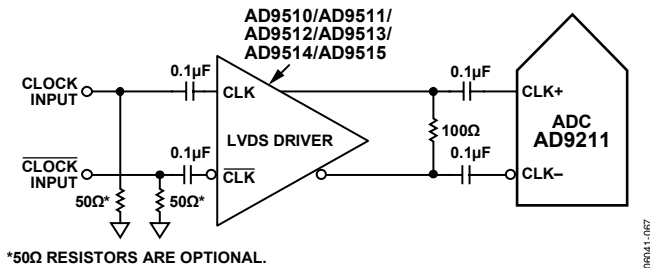 AD9510/AD9511/
AD9512/AD9513/
AD9514/AD9515
0.1µF
CLOCK
INPUT
CLK
0.1µF
CLK+
LVDS DRIVER
100Ω
ADC
AD9211
CLOCK
INPUT
0.1µF
CLK
0.1µF
CLK–
50Ω*
50Ω*
*50Ω RESISTORS ARE OPTIONAL.
06041-067